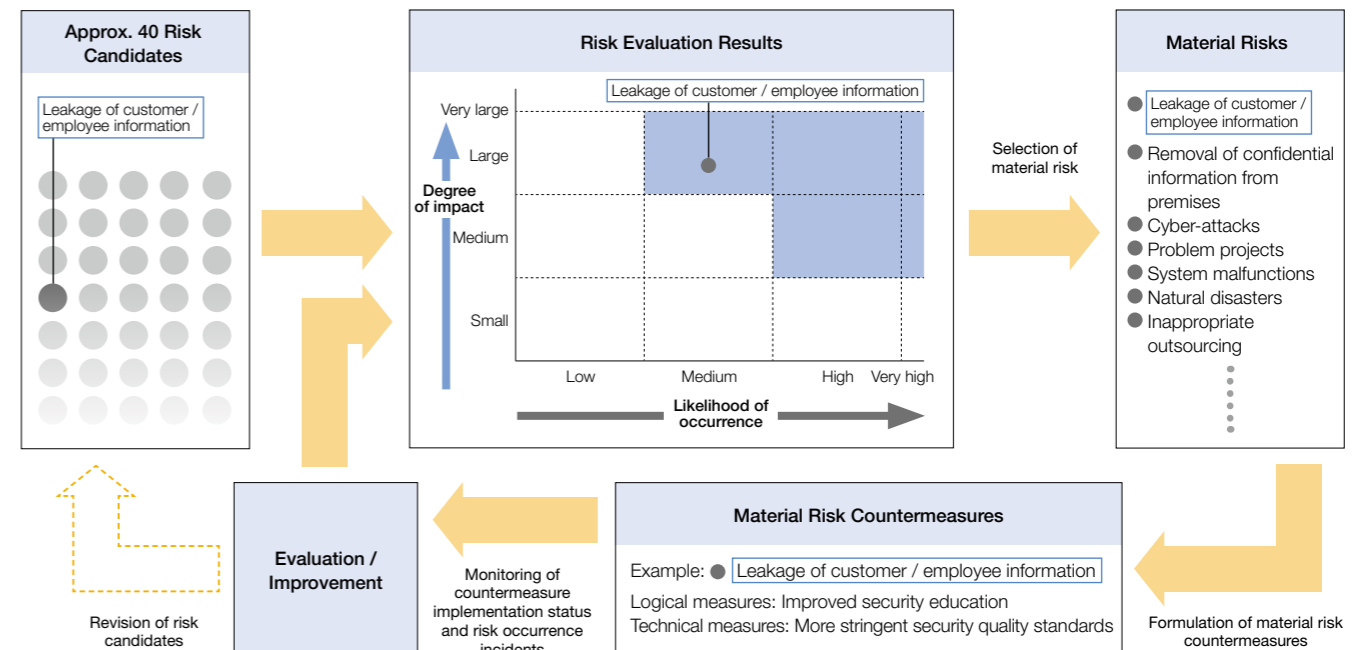 Approx. 40 Risk
Candidates
Leakage of customer /
employee information
Risk Evaluation Results
Leakage of customer / employee information
Very large
Large
Degree
of impact
Medium
Small
Low
Medium
High
Very high
Likelihood of
occurrence
Selection of
material risk
Material Risks
Leakage of customer /
employee information
Removal of confidential
information from
premises
Cyber-attacks
Problem projects
System malfunctions
Natural disasters
Inappropriate
outsourcing
Revision of risk
candidates
Evaluation /
Improvement
Monitoring of
countermeasure
implementation status
and risk occurrence
incidents
Material Risk Countermeasures
Example: Leakage of customer / employee information
Logical measures: Improved security education
Technical measures: More stringent security quality standards
Formulation of material risk
countermeasures